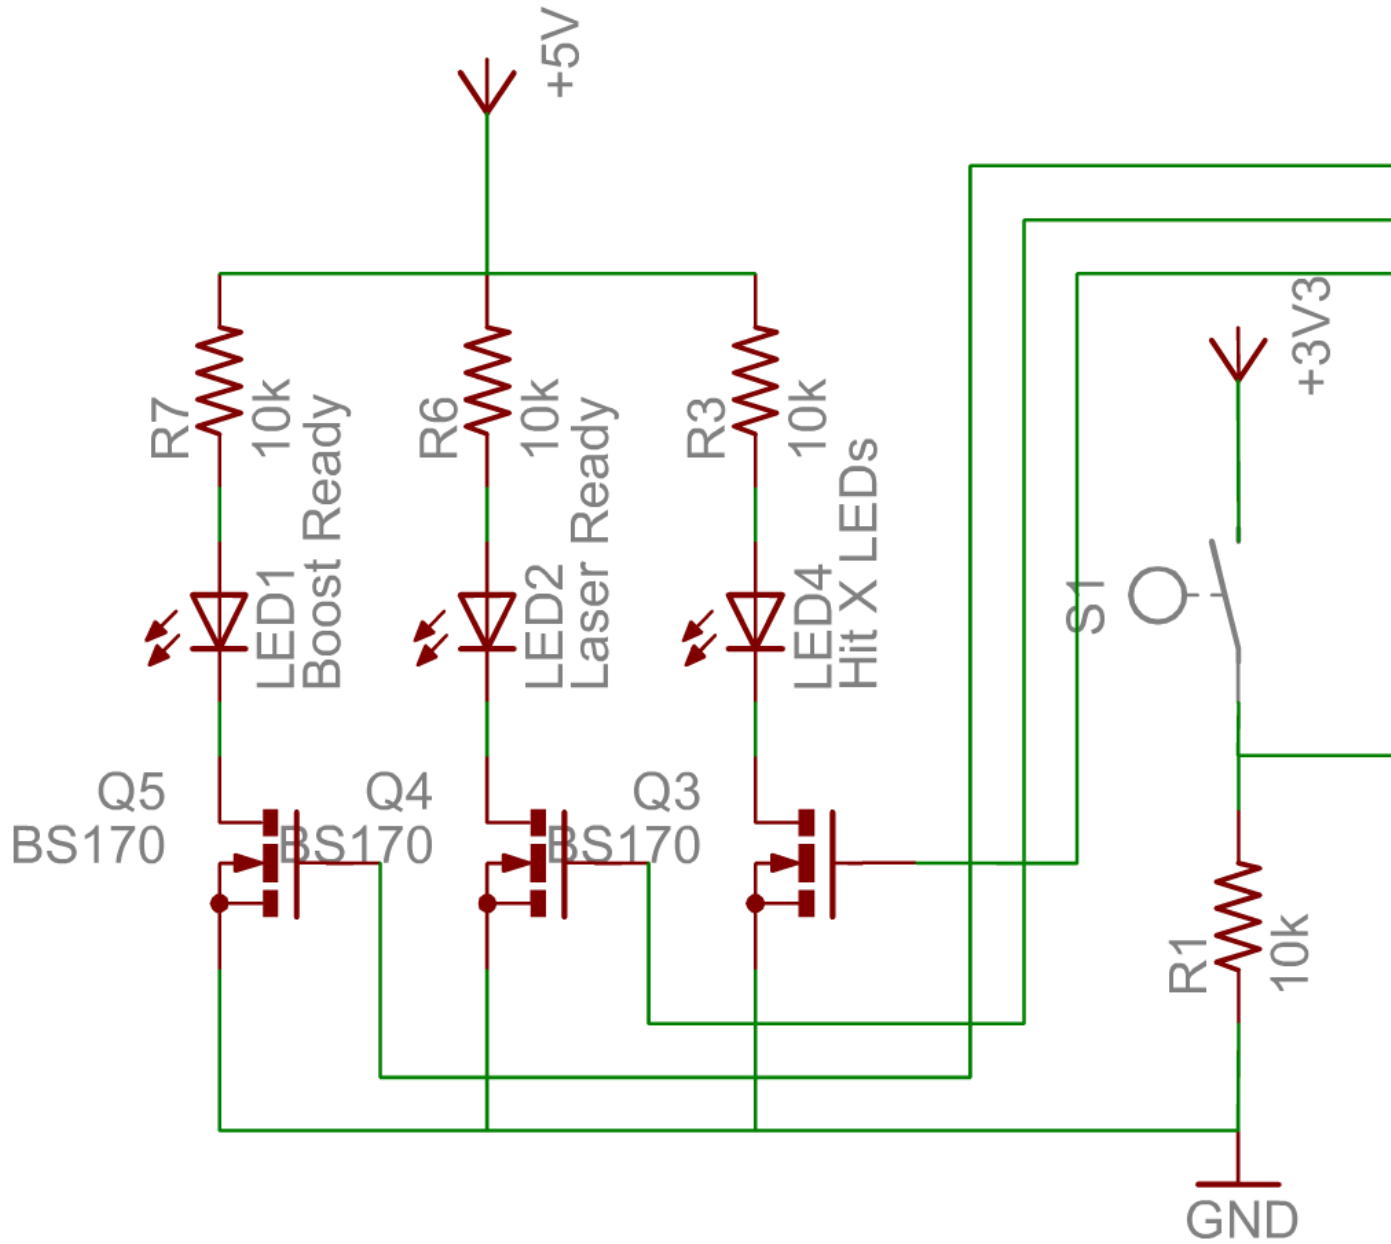 +5V
+3V3
R7
10k
R6
10k
R3
10k
LED1
Boost Ready
LED2
Laser Ready
LED4
Hit X LEDs
S1
Q5
BS170
Q4
BS170
Q3
BS170
R1
10k
GND